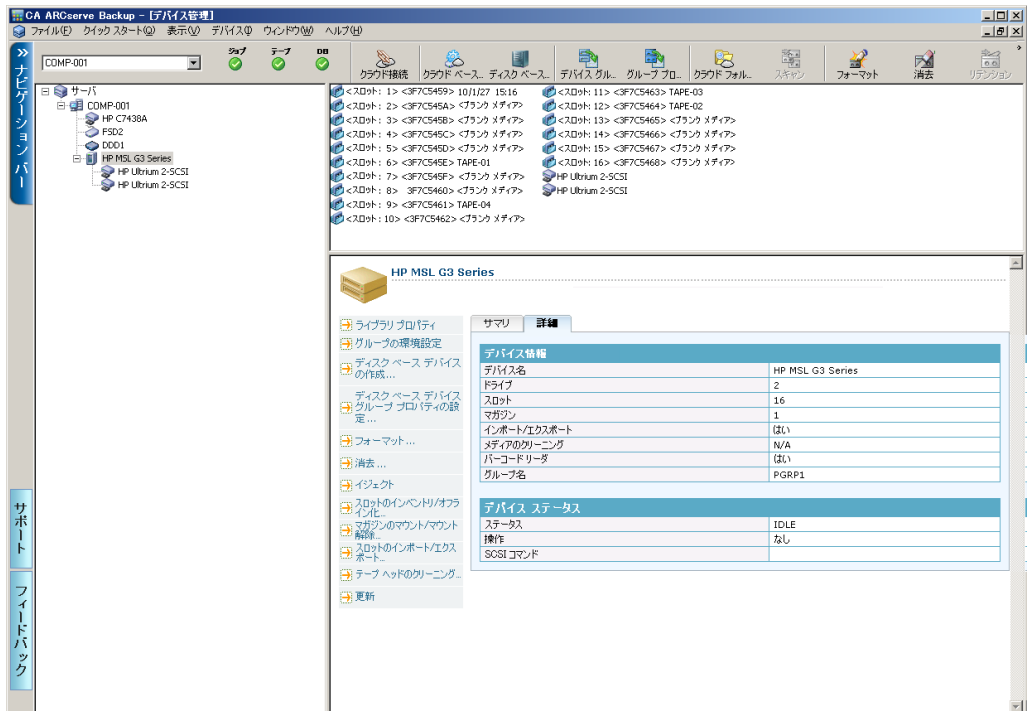 CA ARCserve Backup - [デバイス管理]
ファイル(F) クイック スタート(Q) 表示(V) デバイス(D) ウィンドウ(W) ヘルプ(H)
COMP-001
ジョブ テープ DB
クラウド接続 クラウド ベース... ディスク ベース... デバイス グル... グループ プロ... クラウド フォル... スキャン フォーマット 消去 リテンション
ナビゲーション バー
サポート
フィードバック
サーバ
COMP-001
HP C7438A
FSD2
DDD1
HP MSL G3 Series
HP Ultrium 2-SCSI
HP Ultrium 2-SCSI
<スロット: 1> <3F7C5459> 10/1/27 15:16
<スロット: 2> <3F7C545A> <ブランク メディア>
<スロット: 3> <3F7C545B> <ブランク メディア>
<スロット: 4> <3F7C545C> <ブランク メディア>
<スロット: 5> <3F7C545D> <ブランク メディア>
<スロット: 6> <3F7C545E> TAPE-01
<スロット: 7> <3F7C545F> <ブランク メディア>
<スロット: 8> 3F7C5460> <ブランク メディア>
<スロット: 9> <3F7C5461> TAPE-04
<スロット: 10> <3F7C5462> <ブランク メディア>
<スロット: 11> <3F7C5463> TAPE-03
<スロット: 12> <3F7C5464> TAPE-02
<スロット: 13> <3F7C5465> <ブランク メディア>
<スロット: 14> <3F7C5466> <ブランク メディア>
<スロット: 15> <3F7C5467> <ブランク メディア>
<スロット: 16> <3F7C5468> <ブランク メディア>
HP Ultrium 2-SCSI
HP Ultrium 2-SCSI
HP MSL G3 Series
ライブラリ プロパティ
グループの環境設定
ディスク ベース デバイス
の作成...
ディスク ベース デバイス
グループ プロパティの設
定...
フォーマット...
消去...
イジェクト
スロットのインベントリ/オフラ
イン化...
マガジンのマウント/マウント
解除...
スロットのインポート/エクス
ポート...
テープ ヘッドのクリーニング...
更新
サマリ 詳細
デバイス情報
デバイス名 HP MSL G3 Series
ドライブ 2
スロット 16
マガジン 1
インポート/エクスポート はい
メディアのクリーニング N/A
バーコード リーダ はい
グループ名 PGRP1
デバイス ステータス
ステータス IDLE
操作 なし
SCSI コマンド